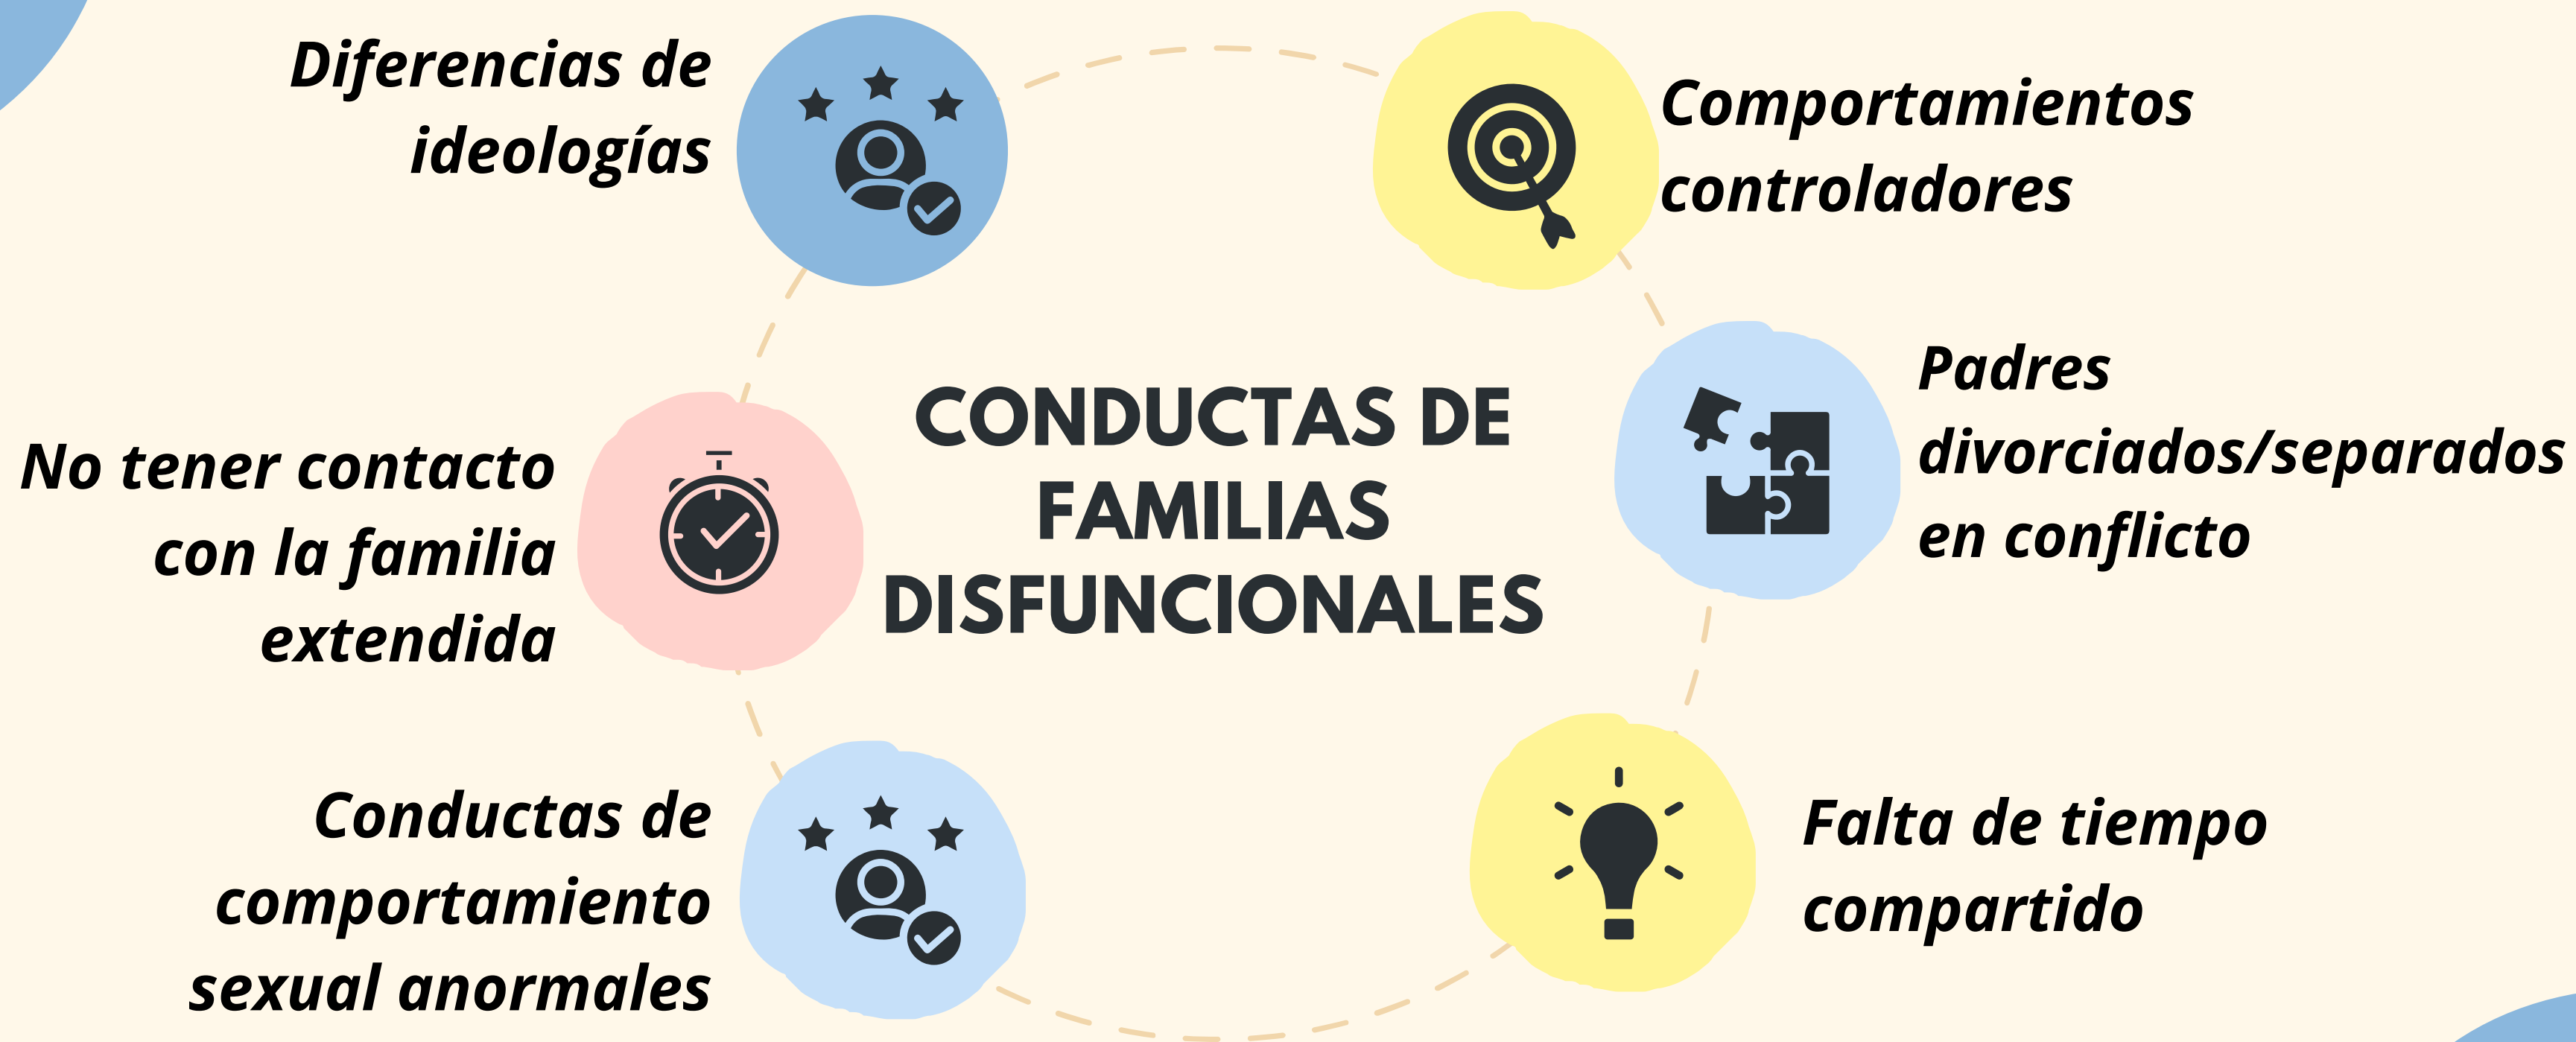 Diferencias de
ideologías
Comportamientos
controladores
CONDUCTAS DE
FAMILIAS
DISFUNCIONALES
Padres
divorciados/separados
en conflicto
No tener contacto
con la familia
extendida
Conductas de
comportamiento
sexual anormales
Falta de tiempo
compartido